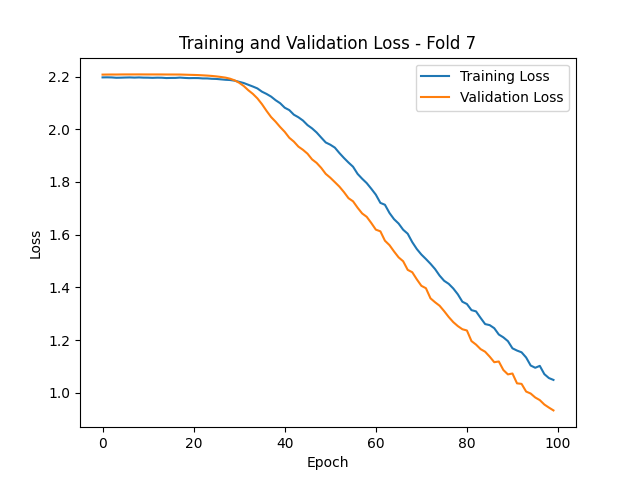 Training and Validation Loss - Fold 7
Training Loss
Validation Loss
2.2
2.0
1.8
1.6
1.4
1.2
1.0
Loss
0 20 40 60 80 100
Epoch